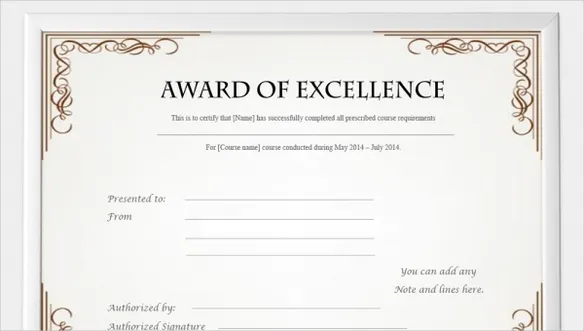 AWARD OF EXCELLENCE
This is to certify that [Name] has successfully completed all prescribed course requirements
For [Course name] course conducted during May 2014 – July 2014.
Presented to:
From
You can add any
Note and lines here.
Authorized by:
Authorized Signature